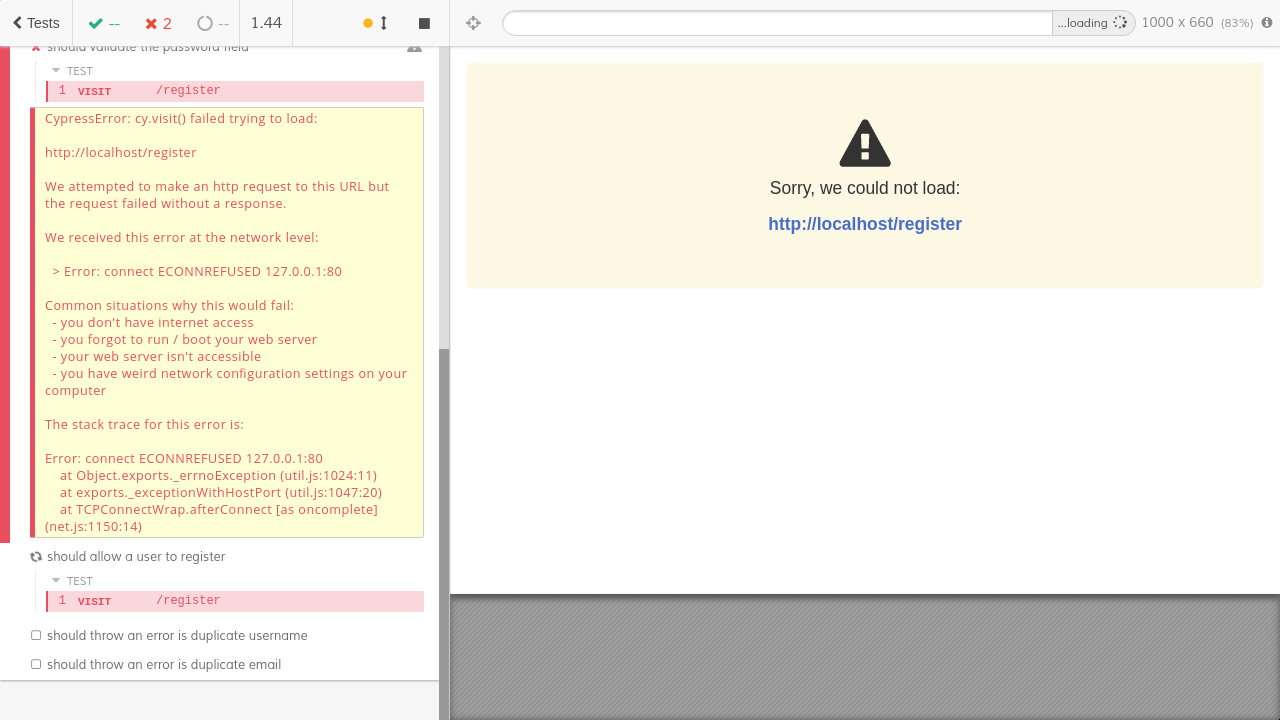 Tests
--
2
--
1.44
...loading
1000 x 660 (83%)
should validate the password field
TEST
1 VISIT /register
CypressError: cy.visit() failed trying to load:
http://localhost/register
We attempted to make an http request to this URL but
the request failed without a response.
We received this error at the network level:
> Error: connect ECONNREFUSED 127.0.0.1:80
Common situations why this would fail:
- you don't have internet access
- you forgot to run / boot your web server
- your web server isn't accessible
- you have weird network configuration settings on your
computer
The stack trace for this error is:
Error: connect ECONNREFUSED 127.0.0.1:80
at Object.exports._errnoException (util.js:1024:11)
at exports._exceptionWithHostPort (util.js:1047:20)
at TCPConnectWrap.afterConnect [as oncomplete]
(net.js:1150:14)
should allow a user to register
TEST
1 VISIT /register
should throw an error is duplicate username
should throw an error is duplicate email
Sorry, we could not load:
http://localhost/register